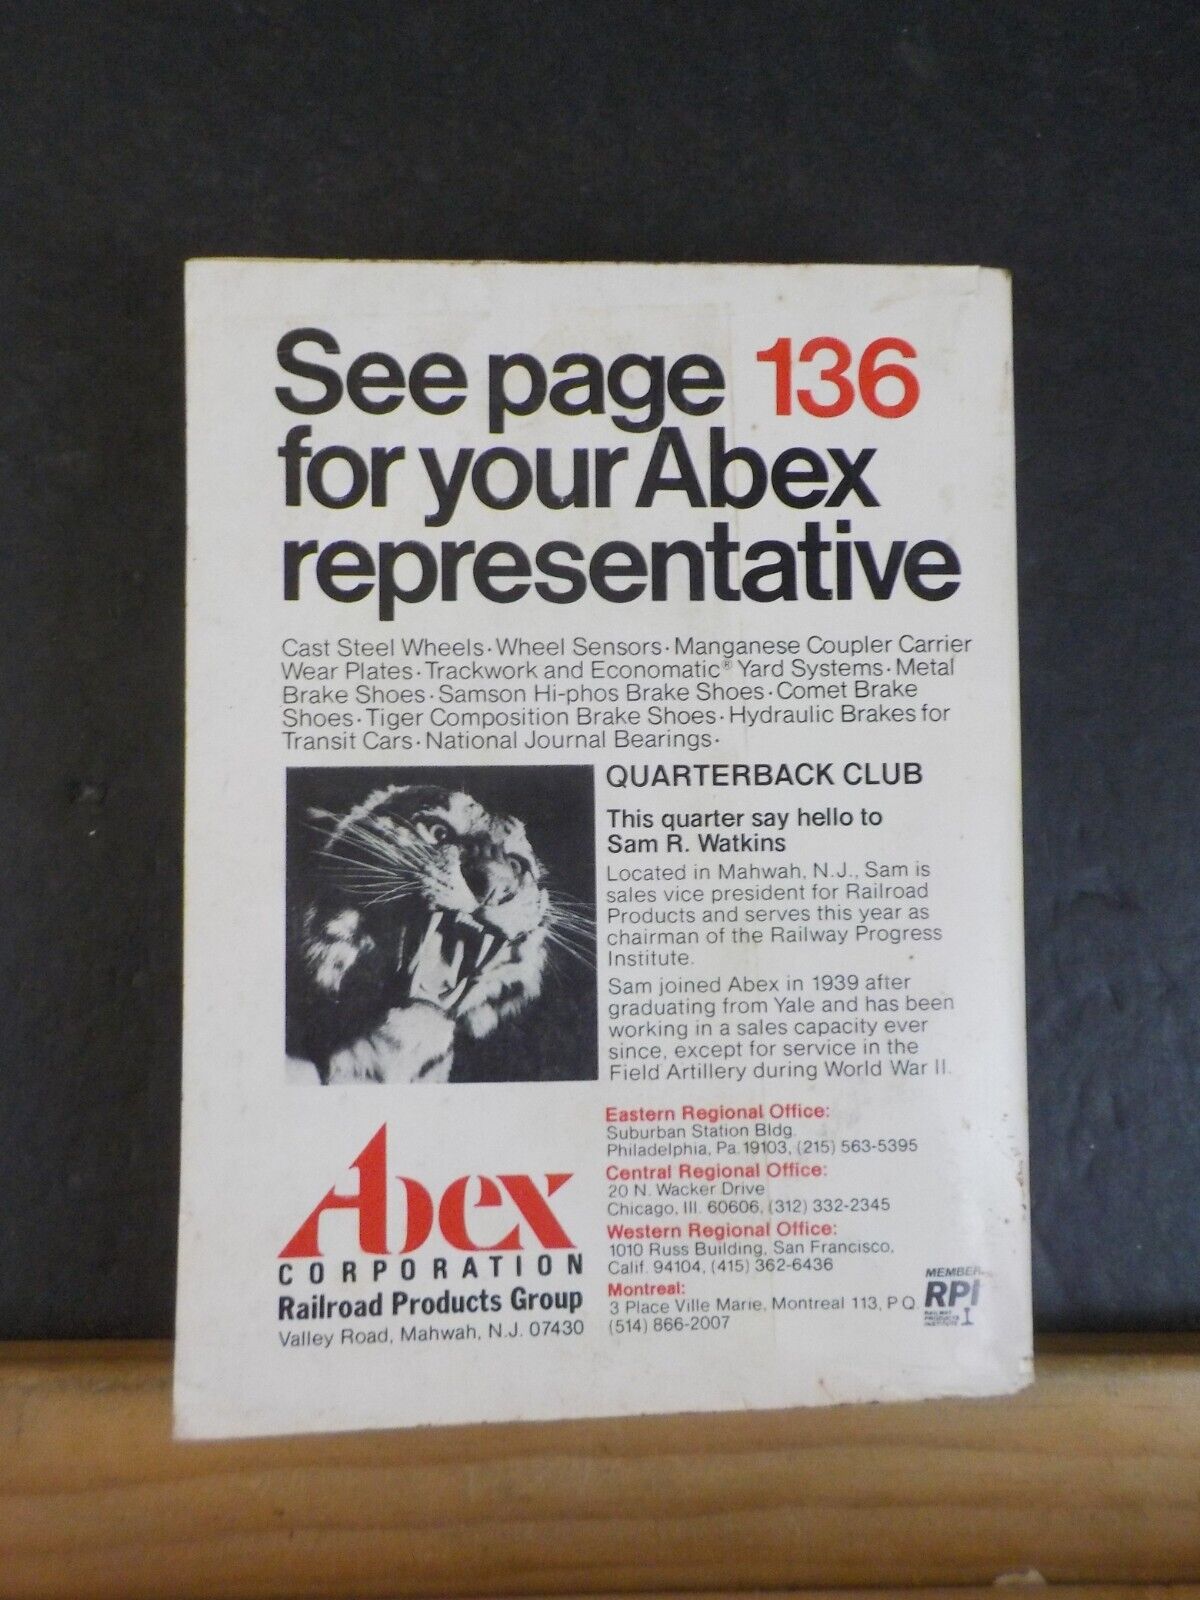 See page 136
for your Abex
representative
Cast Steel Wheels · Wheel Sensors · Manganese Coupler Carrier
Wear Plates · Trackwork and Economatic® Yard Systems · Metal
Brake Shoes · Samson Hi-phos Brake Shoes · Comet Brake
Shoes · Tiger Composition Brake Shoes · Hydraulic Brakes for
Transit Cars · National Journal Bearings ·
QUARTERBACK CLUB
This quarter say hello to
Sam R. Watkins
Located in Mahwah, N.J., Sam is
sales vice president for Railroad
Products and serves this year as
chairman of the Railway Progress
Institute.
Sam joined Abex in 1939 after
graduating from Yale and has been
working in a sales capacity ever
since, except for service in the
Field Artillery during World War II.
Abex
CORPORATION
Railroad Products Group
Valley Road, Mahwah, N.J. 07430
Eastern Regional Office:
Suburban Station Bldg.
Philadelphia, Pa. 19103, (215) 563-5395
Central Regional Office:
20 N. Wacker Drive
Chicago, Ill. 60606, (312) 332-2345
Western Regional Office:
1010 Russ Building, San Francisco,
Calif. 94104, (415) 362-6436
Montreal:
3 Place Ville Marie, Montreal 113, P.Q.
(514) 866-2007
MEMBER
RPI
RAILWAY
PROGRESS
INSTITUTE